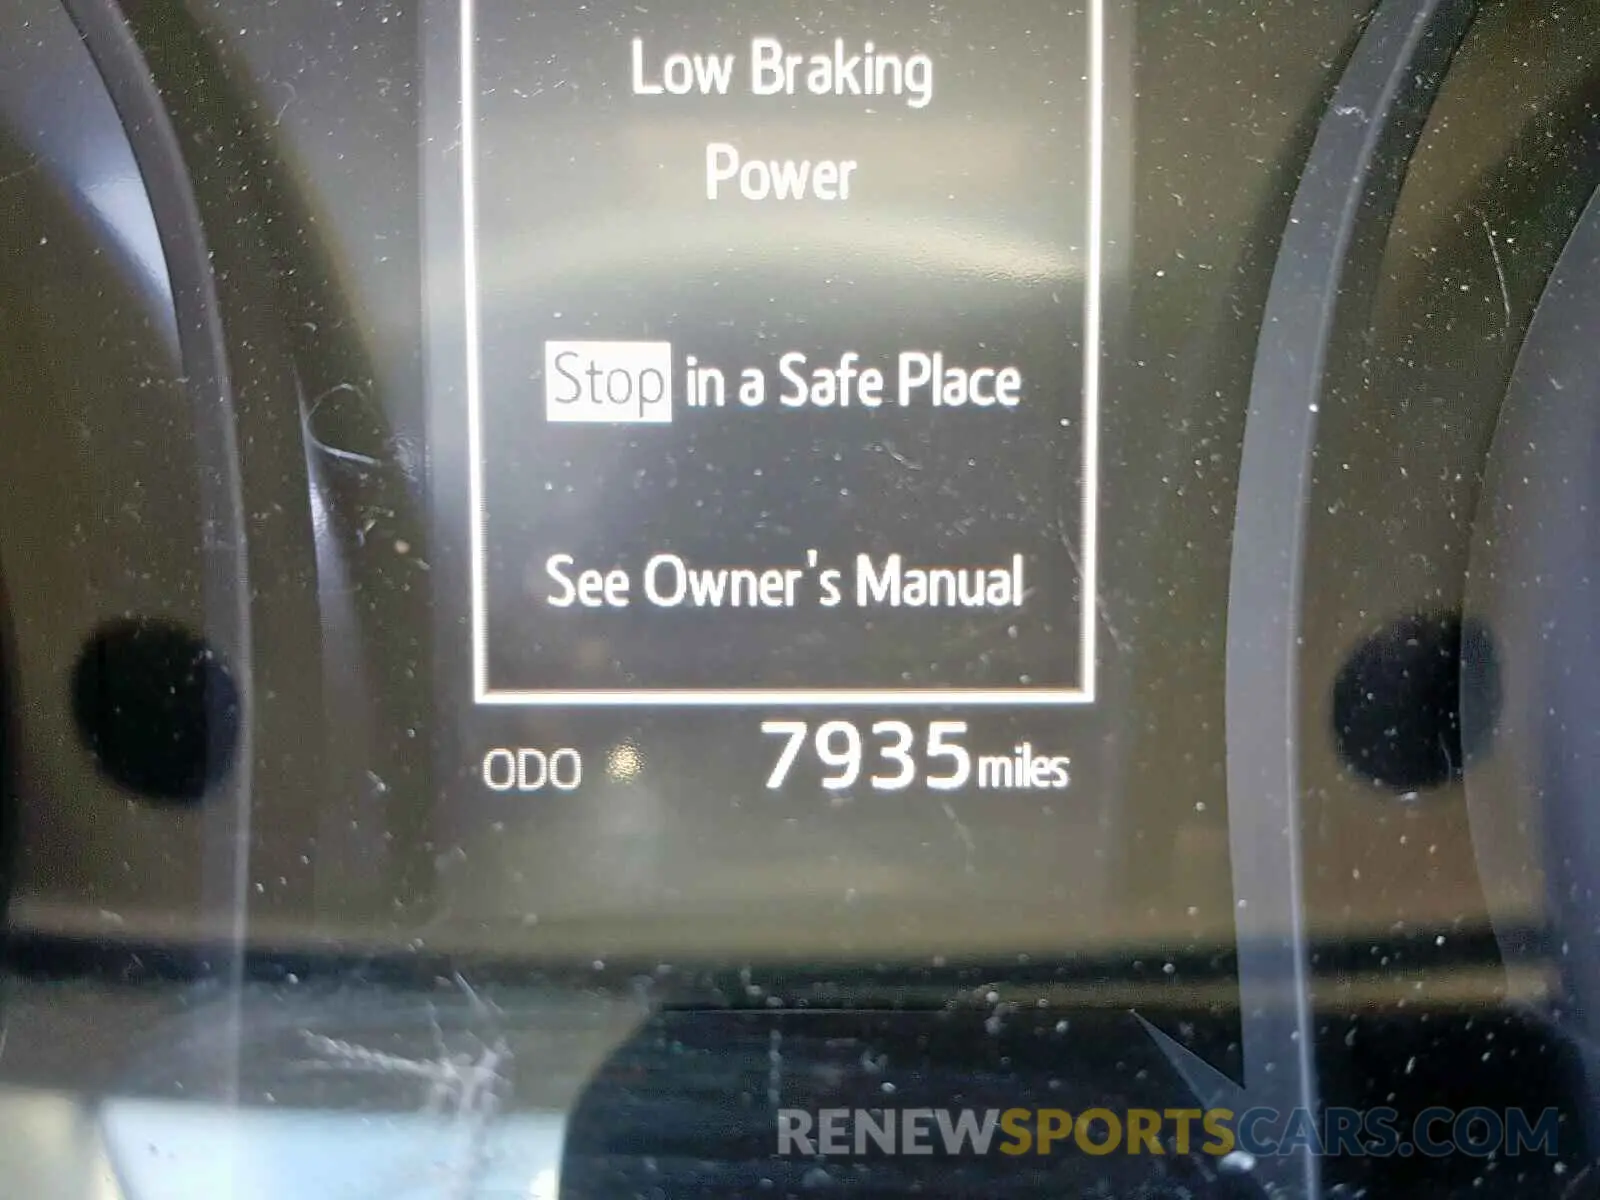 Low Braking
Power
Stop in a Safe Place
See Owner's Manual
ODO 7935 miles
RENEWSPORTSCARS.COM